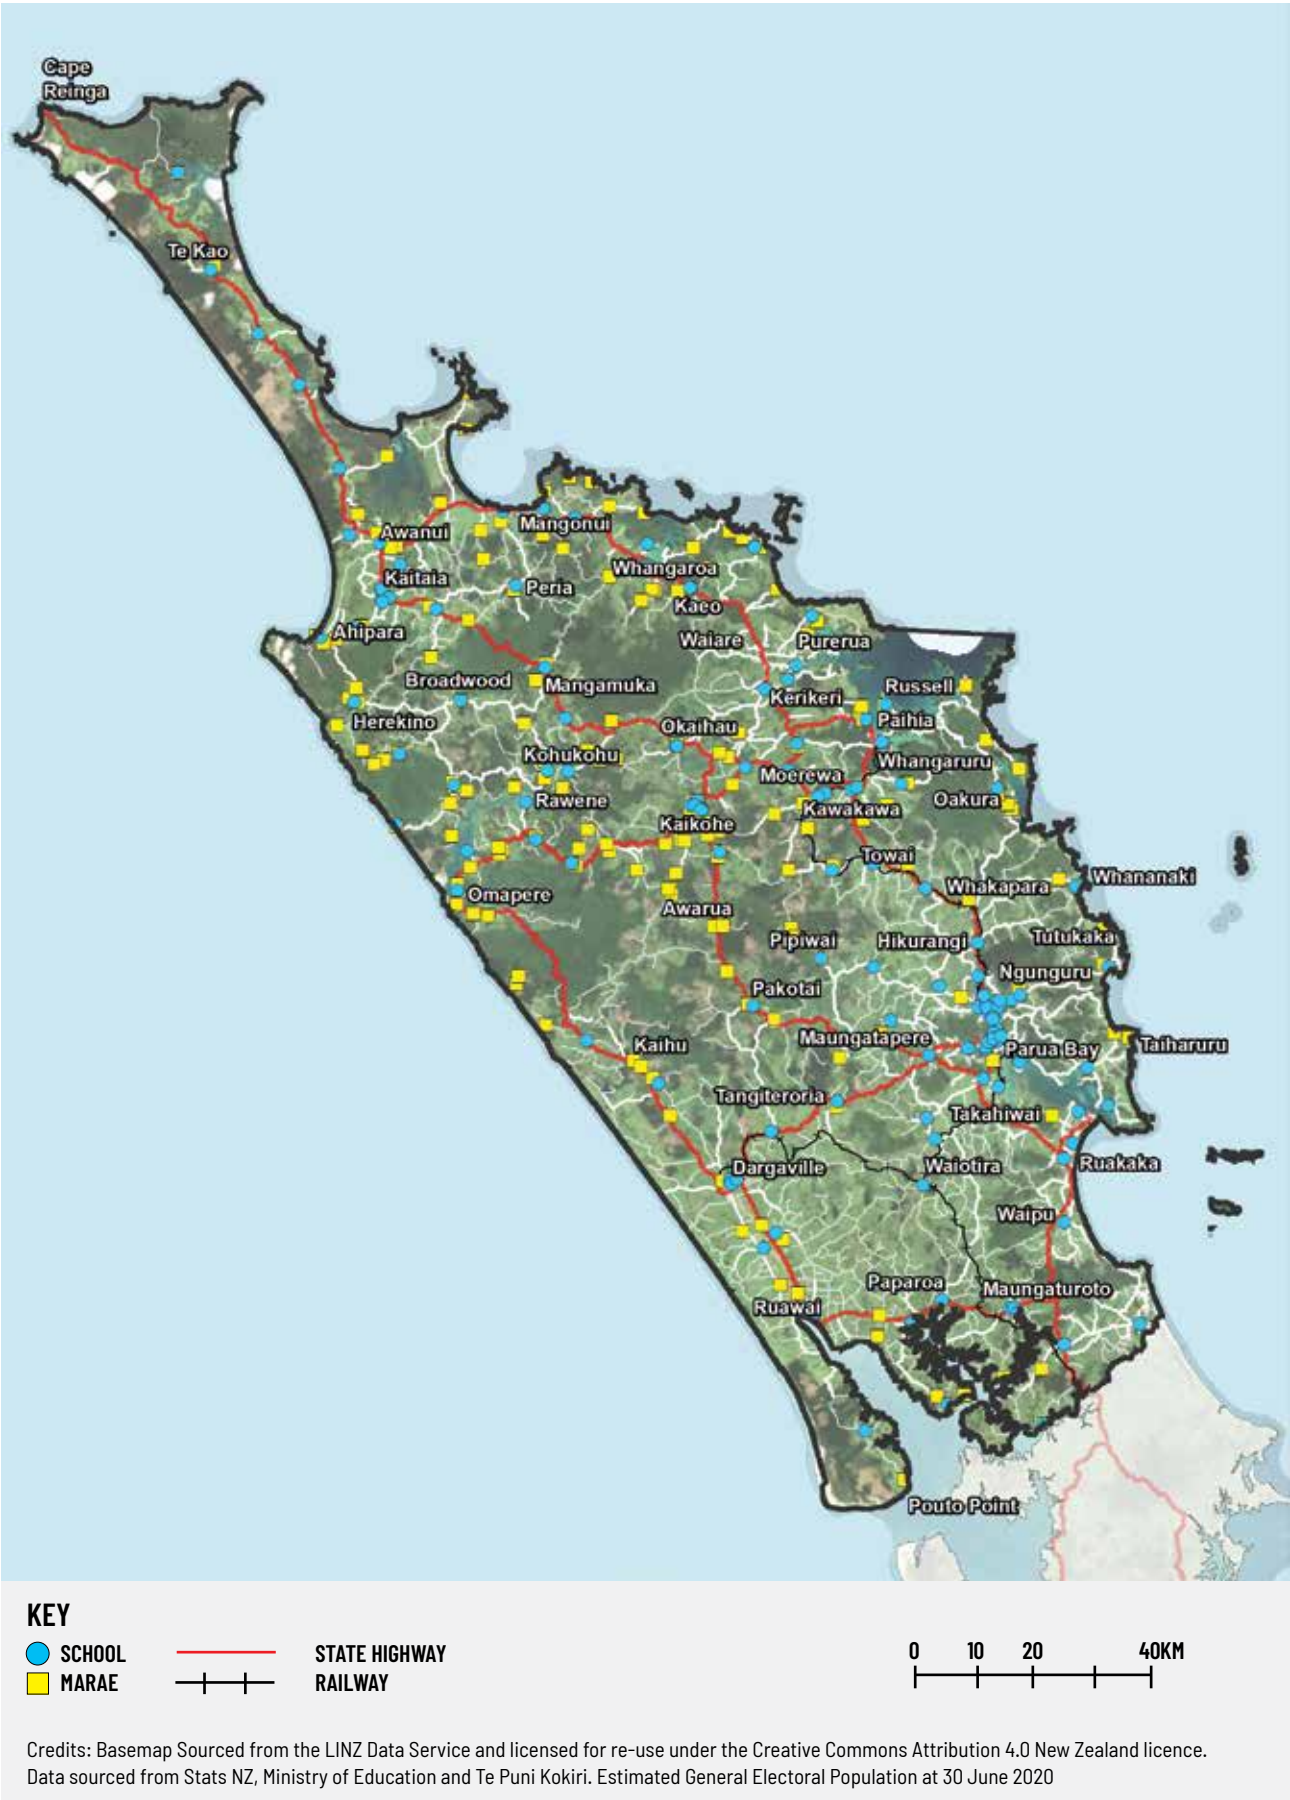 Cape
Reinga
Te Kao
Awanui
Mangonui
Kaitaia
Peria
Whangaroa
Kaeo
Ahipara
Waiare
Purerua
Broadwood
Mangamuka
Kerikeri
Russell
Herekino
Okaihau
Paihia
Kohukohu
Moerewa
Whangaruru
Rawene
Kawakawa
Oakura
Kaikohe
Towai
Whakapara
Whananaki
Omapere
Awarua
Pipiwai
Hikurangi
Tutukaka
Ngunguru
Pakotai
Kaihu
Maungatapere
Parua Bay
Taiharuru
Tangiteroria
Takahiwai
Dargaville
Waiotira
Ruakaka
Waipu
Paparoa
Maungaturoto
Ruawai
Pouto Point
KEY
SCHOOL
STATE HIGHWAY
MARAE
RAILWAY
0 10 20 40KM
Credits: Basemap Sourced from the LINZ Data Service and licensed for re-use under the Creative Commons Attribution 4.0 New Zealand licence.
Data sourced from Stats NZ, Ministry of Education and Te Puni Kokiri. Estimated General Electoral Population at 30 June 2020